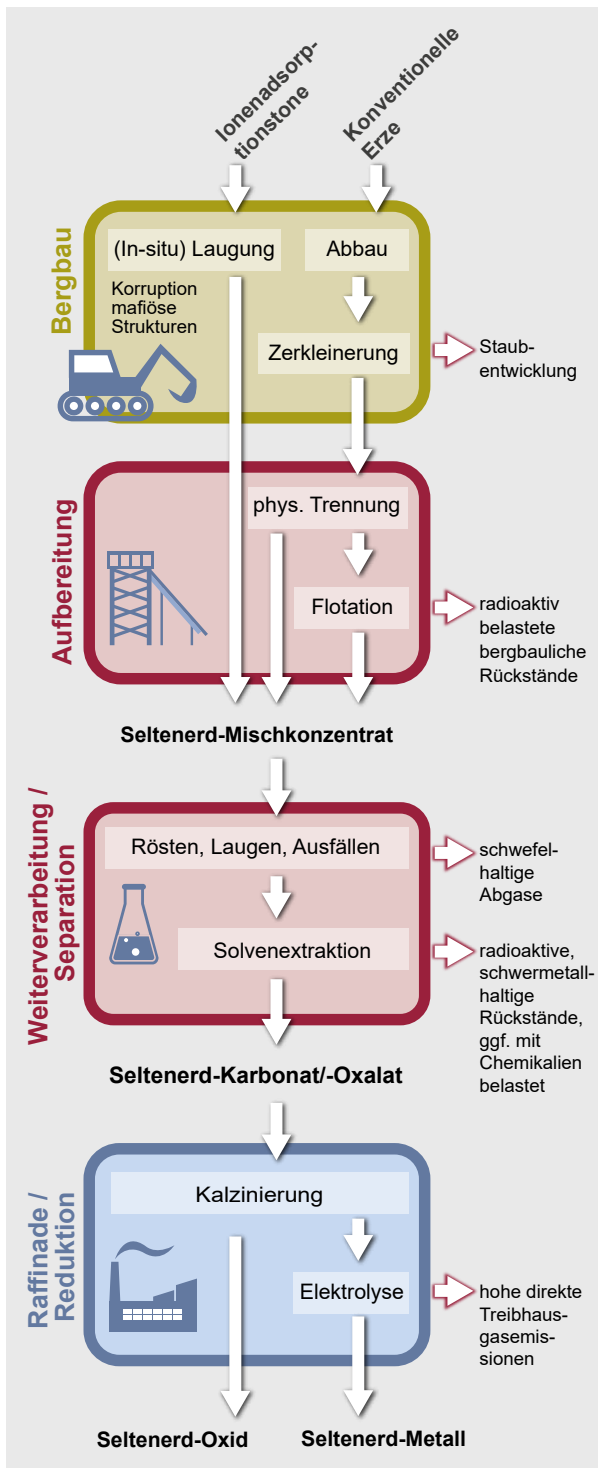 Ionenadsorp-
tionstone
Konventionelle
Erze
Bergbau
(In-situ) Laugung
Abbau
Korruption
mafiöse
Strukturen
Zerkleinerung
Staub-
entwicklung
Aufbereitung
phys. Trennung
Flotation
radioaktiv
belastete
bergbauliche
Rückstände
Seltenerd-Mischkonzentrat
Weiterverarbeitung /
Separation
Rösten, Laugen, Ausfällen
schwefel-
haltige
Abgase
Solvenextraktion
radioaktive,
schwermetall-
haltige
Rückstände,
ggf. mit
Chemikalien
belastet
Seltenerd-Karbonat/-Oxalat
Raffinade /
Reduktion
Kalzinierung
Elektrolyse
hohe direkte
Treibhaus-
gasemis-
sionen
Seltenerd-Oxid
Seltenerd-Metall